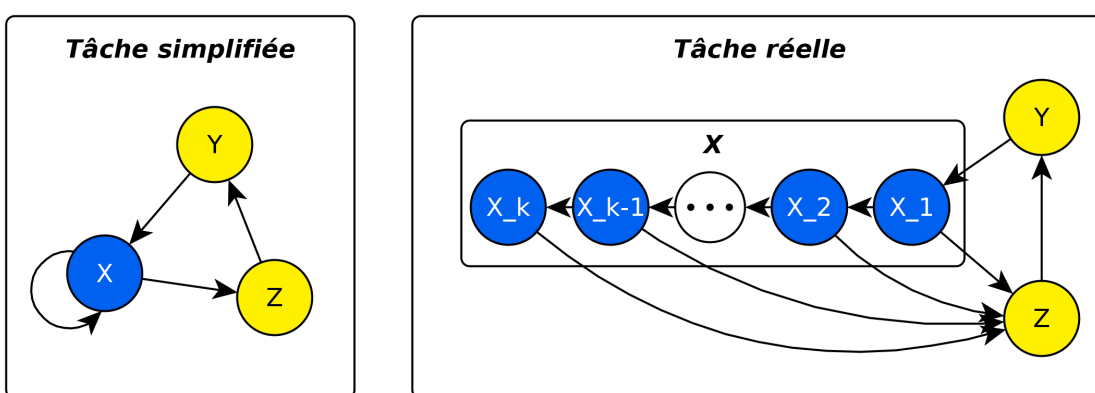 Tâche simplifiée
Y
X
Z
Tâche réelle
Y
X
X_k
X_k-1
...
X_2
X_1
Z